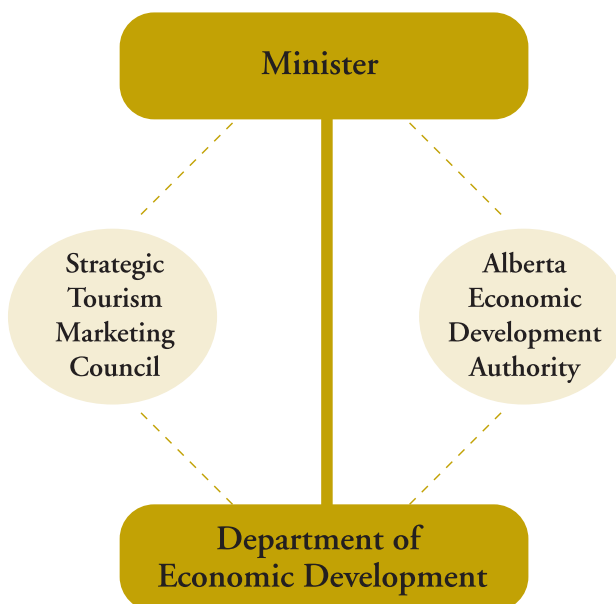 Minister
Strategic
Tourism
Marketing
Council
Alberta
Economic
Development
Authority
Department of
Economic Development